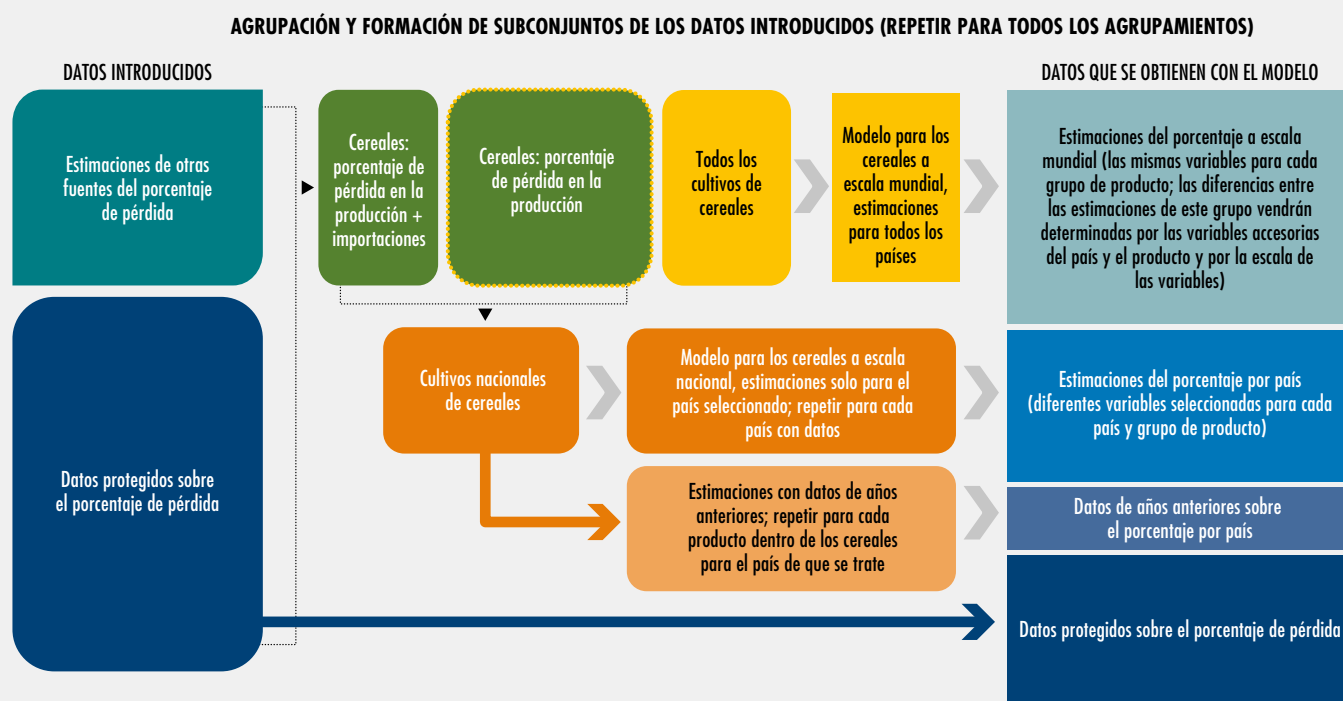 AGRUPACIÓN Y FORMACIÓN DE SUBCONJUNTOS DE LOS DATOS INTRODUCIDOS (REPETIR PARA TODOS LOS AGRUPAMIENTOS)
DATOS INTRODUCIDOS
DATOS QUE SE OBTIENEN CON EL MODELO
Estimaciones de otras
fuentes del porcentaje
de pérdida
Cereales:
porcentaje de
pérdida en la
producción +
importaciones
Cereales: porcentaje
de pérdida en la
producción
Todos los
cultivos de
cereales
Modelo para los
cereales a
escala mundial,
estimaciones
para todos los
países
Estimaciones del porcentaje a escala
mundial (las mismas variables para cada
grupo de producto; las diferencias entre
las estimaciones de este grupo vendrán
determinadas por las variables accesorias
del país y el producto y por la escala de
las variables)
Cultivos nacionales
de cereales
Modelo para los cereales a escala
nacional, estimaciones solo para el
país seleccionado; repetir para cada
país con datos
Estimaciones del porcentaje por país
(diferentes variables seleccionadas para cada
país y grupo de producto)
Datos protegidos sobre
el porcentaje de pérdida
Estimaciones con datos de años
anteriores; repetir para cada
producto dentro de los cereales
para el país de que se trate
Datos de años anteriores sobre
el porcentaje por país
Datos protegidos sobre el porcentaje de pérdida